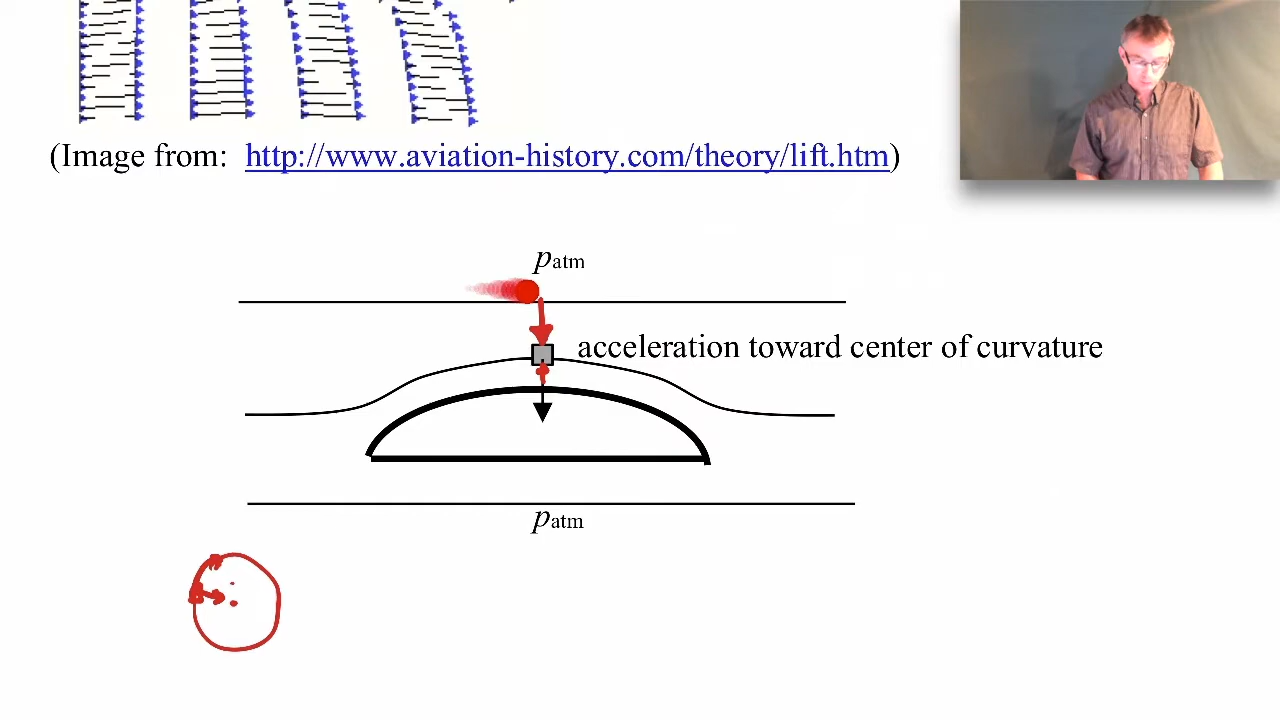 (Image from: http://www.aviation-history.com/theory/lift.htm)
patm
acceleration toward center of curvature
patm